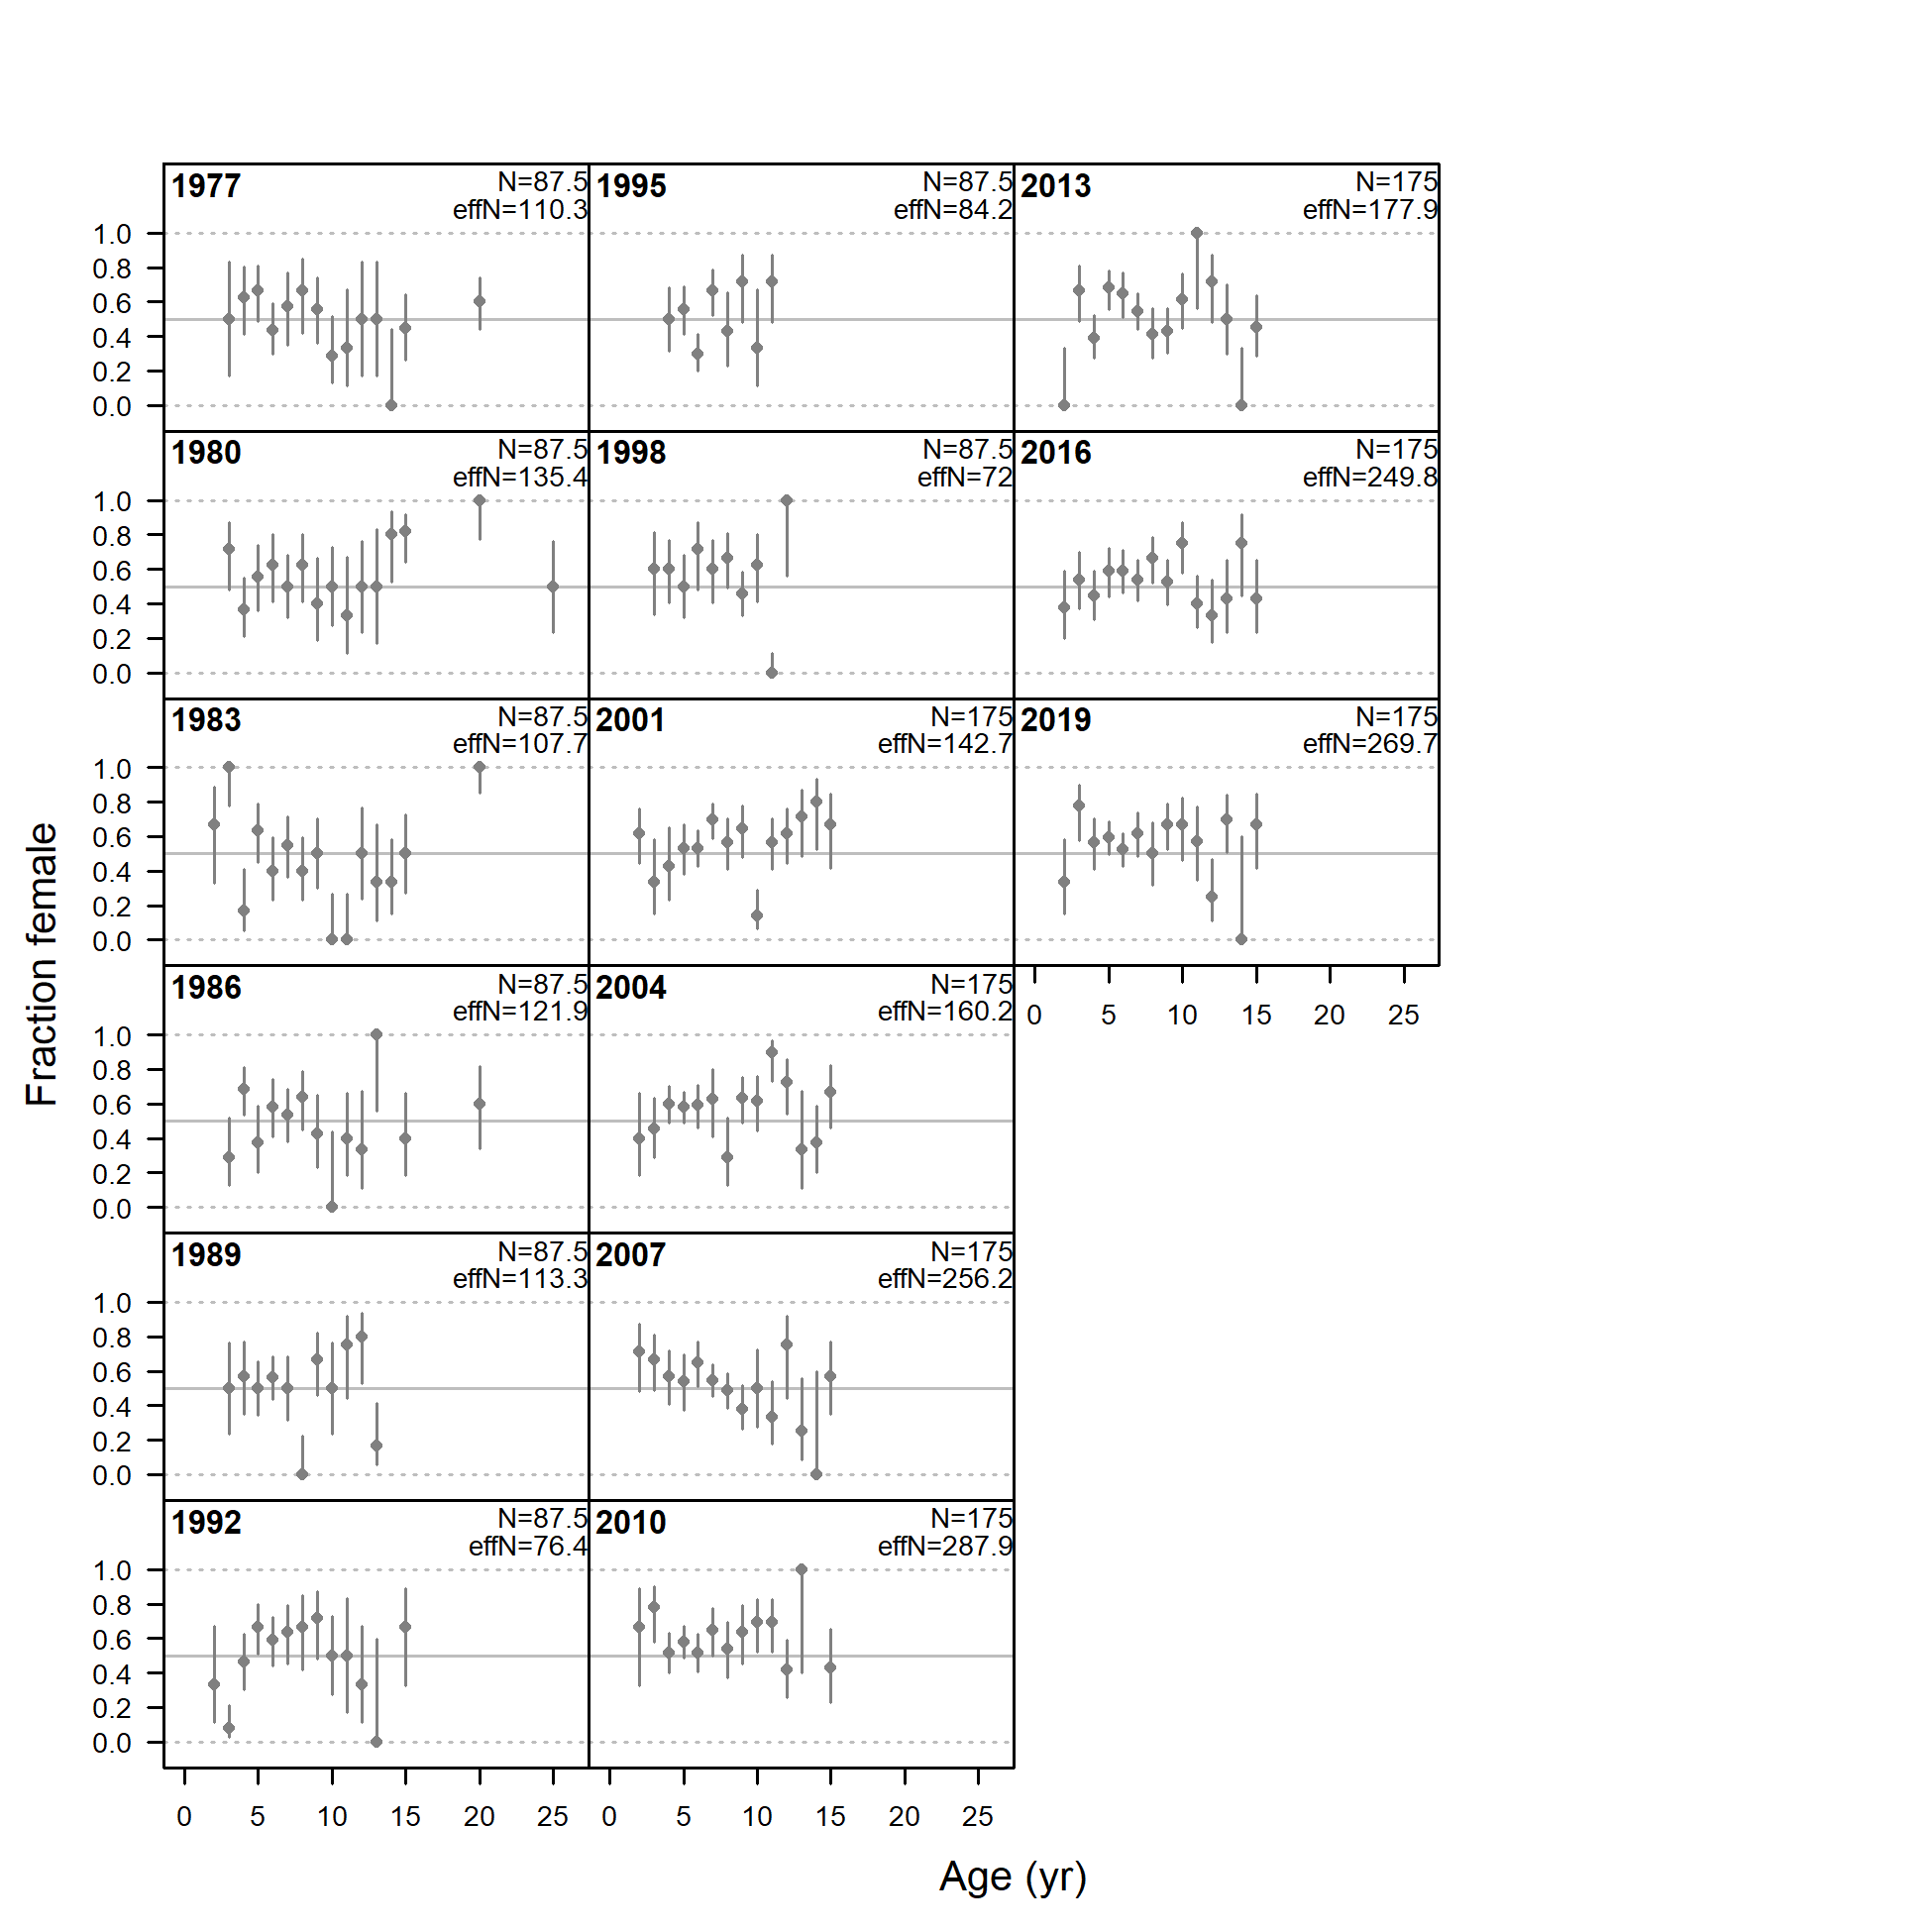 1977
N=87.5
effN=110.3
1995
N=87.5
effN=84.2
2013
N=175
effN=177.9
1.0
0.8
0.6
0.4
0.2
0.0
1980
N=87.5
effN=135.4
1998
N=87.5
effN=72
2016
N=175
effN=249.8
1.0
0.8
0.6
0.4
0.2
0.0
1983
N=87.5
effN=107.7
2001
N=175
effN=142.7
2019
N=175
effN=269.7
1.0
0.8
0.6
0.4
0.2
0.0
0 5 10 15 20 25
1986
N=87.5
effN=121.9
2004
N=175
effN=160.2
1.0
0.8
0.6
0.4
0.2
0.0
1989
N=87.5
effN=113.3
2007
N=175
effN=256.2
1.0
0.8
0.6
0.4
0.2
0.0
1992
N=87.5
effN=76.4
2010
N=175
effN=287.9
1.0
0.8
0.6
0.4
0.2
0.0
0 5 10 15 20 25
0 5 10 15 20 25
Fraction female
Age (yr)